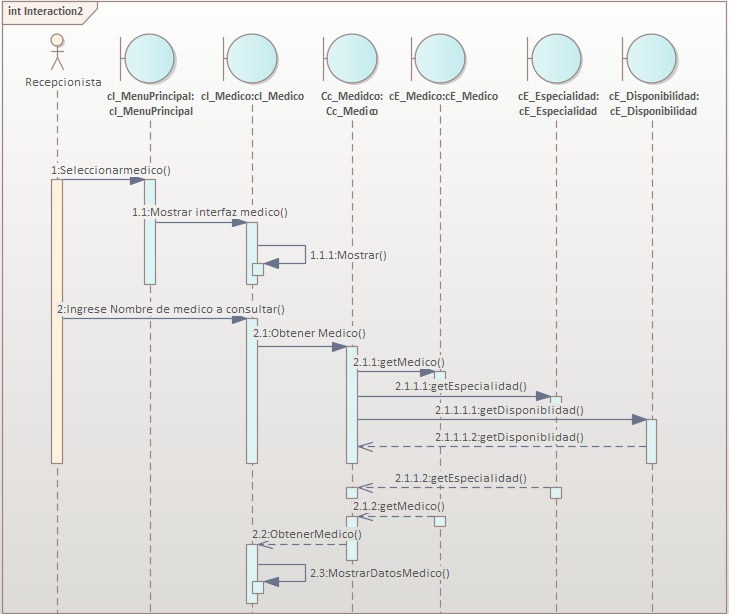 int Interaction2
Recepcionista
cI_MenuPrincipal:
cI_MenuPrincipal
cI_Medico:cI_Medico
Cc_Medidco:
Cc_Medico
cE_Medico:cE_Medico
cE_Especialidad:
cE_Especialidad
cE_Disponibilidad:
cE_Disponibilidad
1:Seleccionarmedico()
1.1:Mostrar interfaz medico()
1.1.1:Mostrar()
2:Ingrese Nombre de medico a consultar()
2.1:Obtener Medico()
2.1.1:getMedico()
2.1.1.1:getEspecialidad()
2.1.1.1.1:getDisponiblidad()
2.1.1.1.2:getDisponiblidad()
2.1.1.2:getEspecialidad()
2.1.2:getMedico()
2.2:ObtenerMedico()
2.3:MostrarDatosMedico()